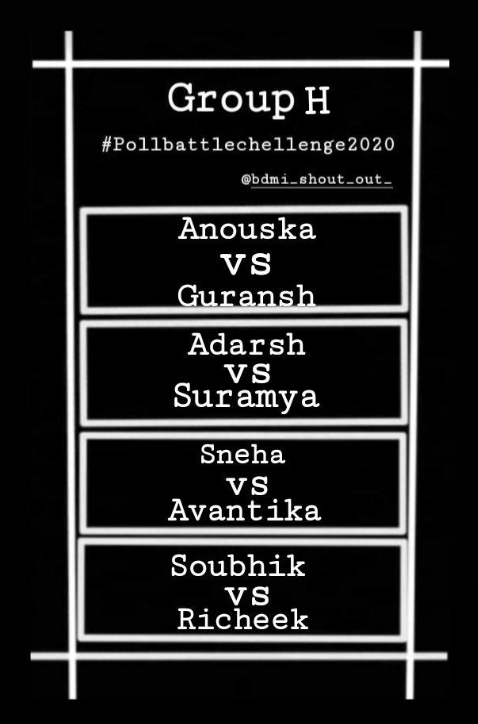 Group H
#Pollbattlechellenge2020
@bdmi_shout_out_
Anouska
vs
Guransh
Adarsh
vs
Suramya
Sneha
vs
Avantika
Soubhik
vs
Richeek